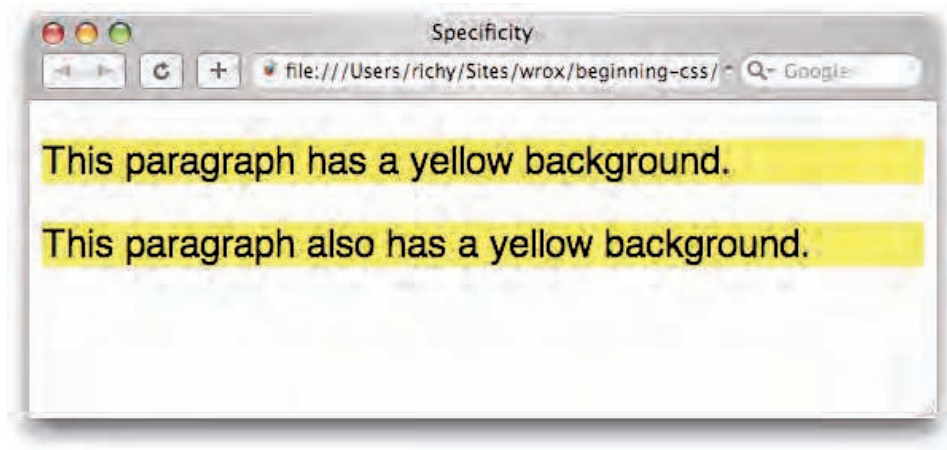 Specificity
file:///Users/richy/Sites/wrox/beginning-css/
Google
This paragraph has a yellow background.
This paragraph also has a yellow background.